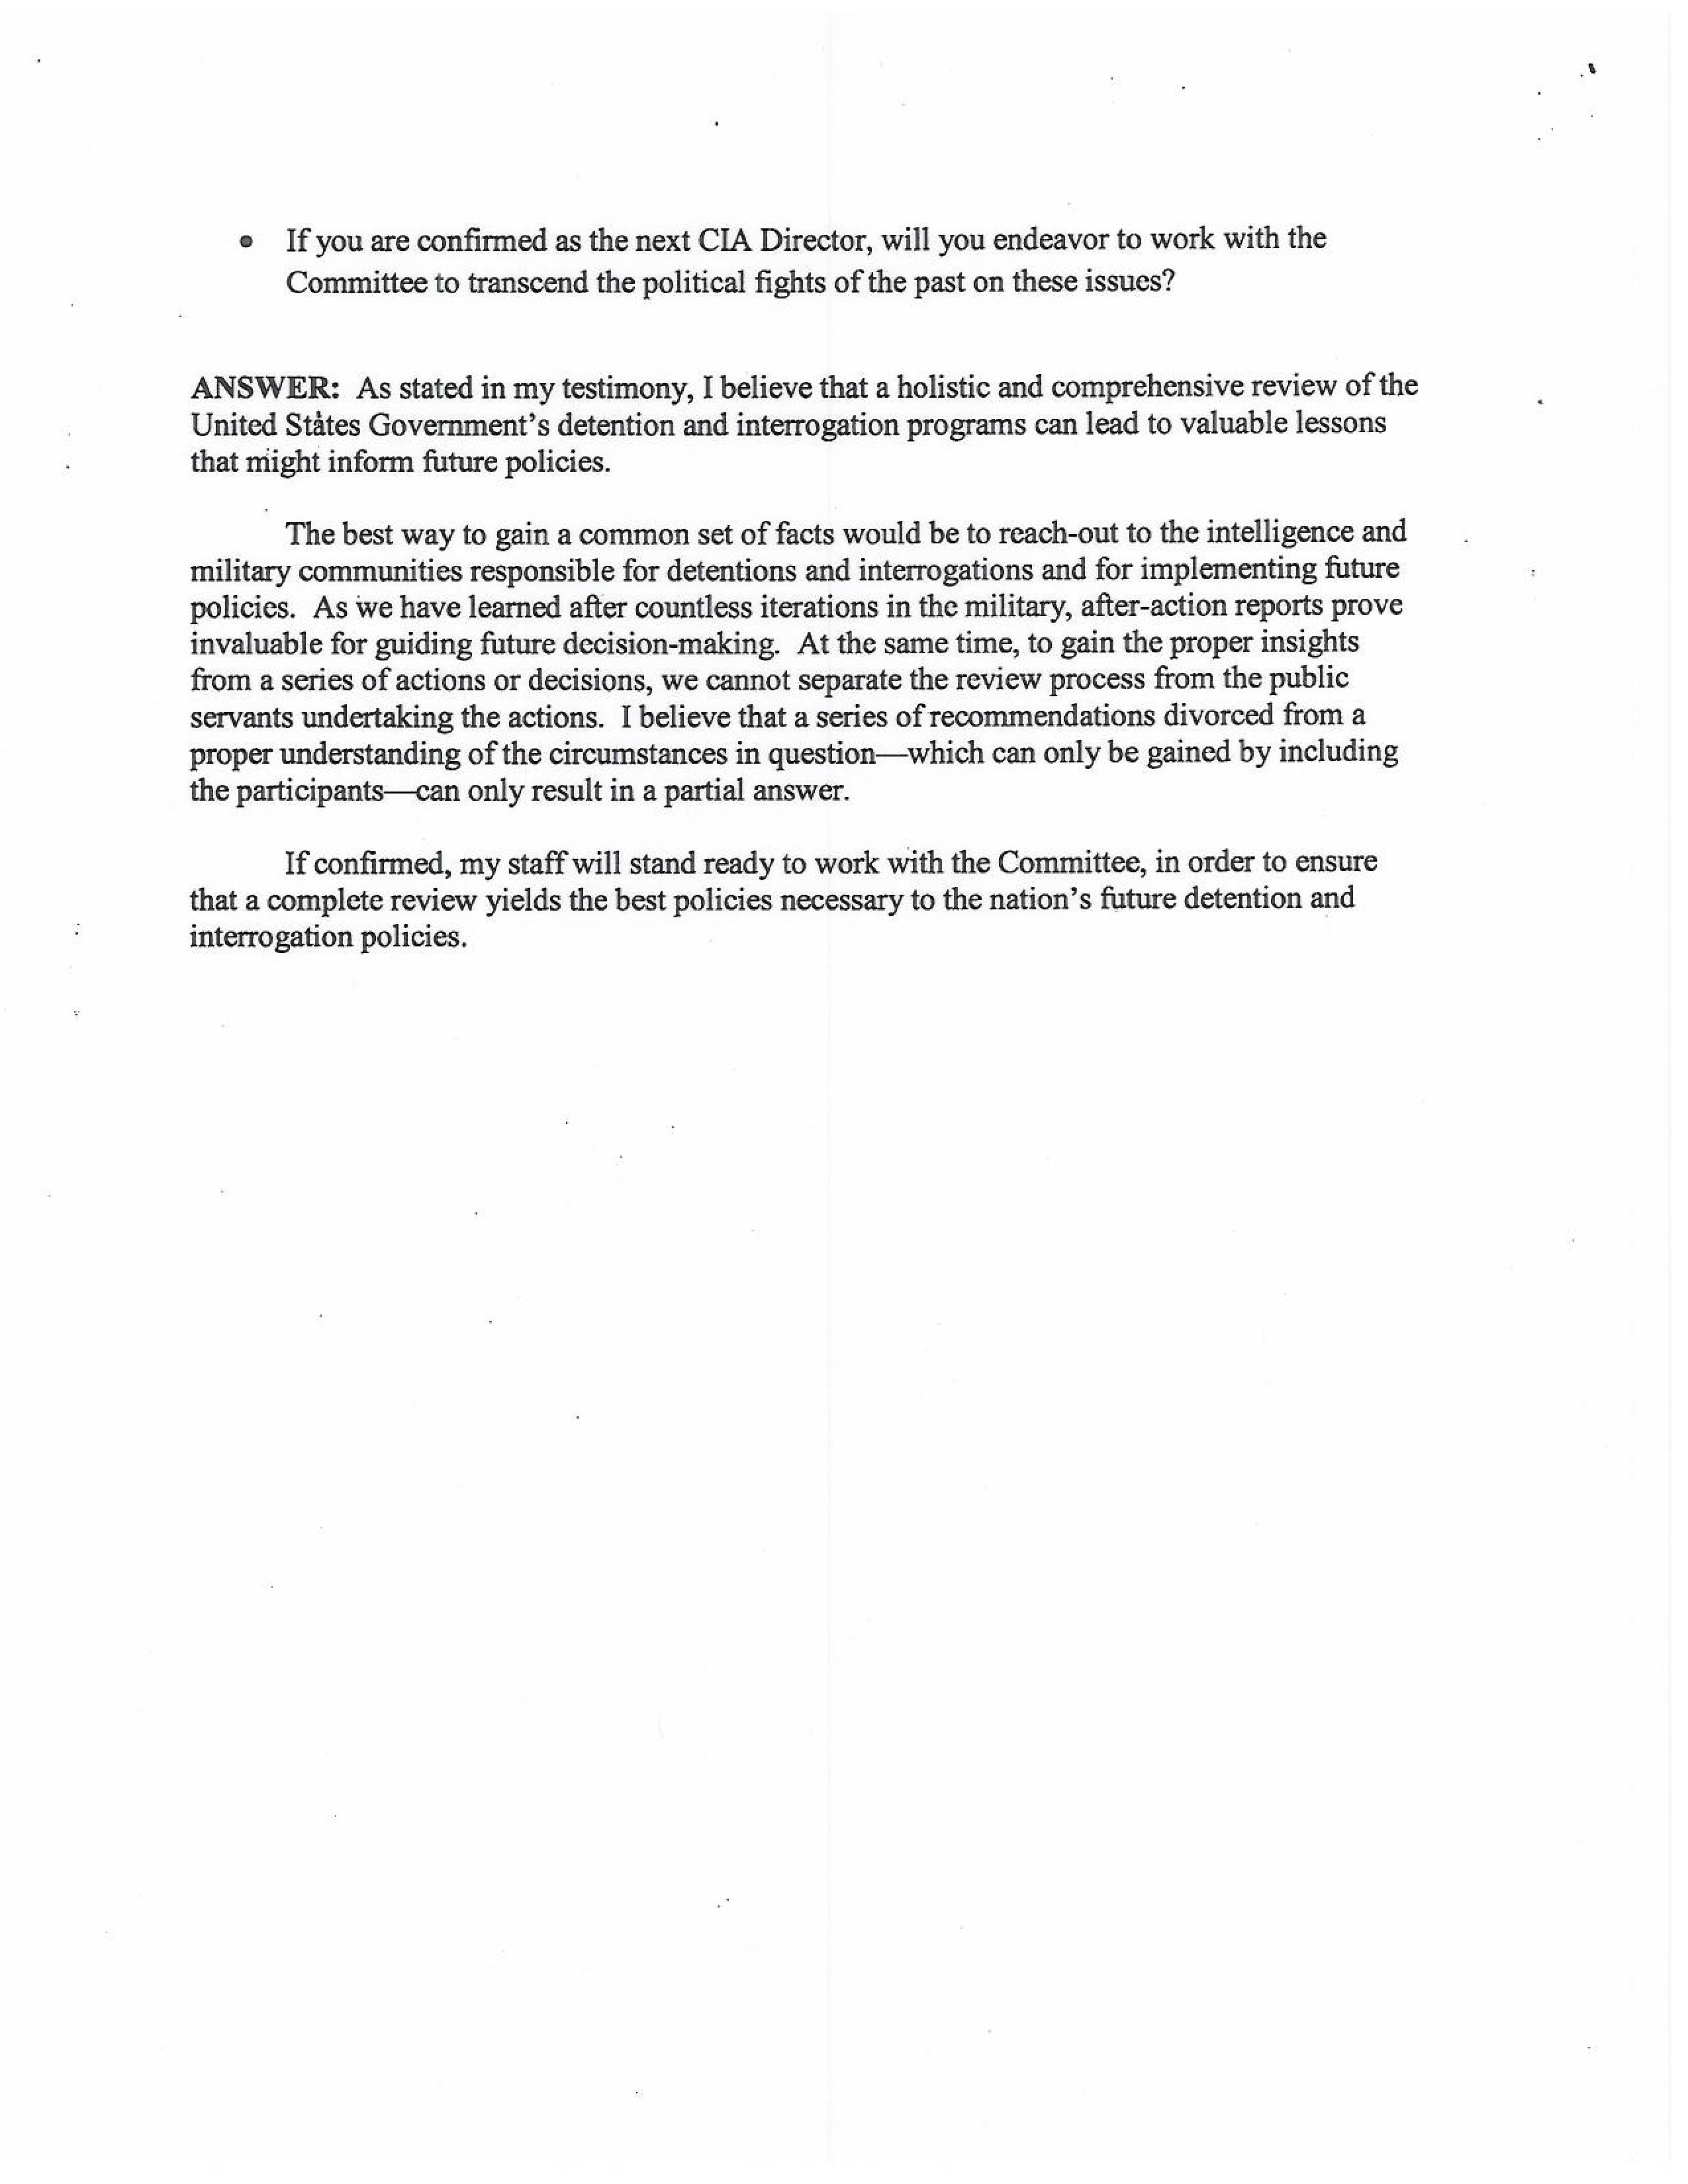 • If you are confirmed as the next CIA Director, will you endeavor to work with the
Committee to transcend the political fights of the past on these issues?
ANSWER: As stated in my testimony, I believe that a holistic and comprehensive review of the
United States Government's detention and interrogation programs can lead to valuable lessons
that might inform future policies.
The best way to gain a common set of facts would be to reach-out to the intelligence and
military communities responsible for detentions and interrogations and for implementing future
policies. As we have learned after countless iterations in the military, after-action reports prove
invaluable for guiding future decision-making. At the same time, to gain the proper insights
from a series of actions or decisions, we cannot separate the review process from the public
servants undertaking the actions. I believe that a series of recommendations divorced from a
proper understanding of the circumstances in question—which can only be gained by including
the participants—can only result in a partial answer.
If confirmed, my staff will stand ready to work with the Committee, in order to ensure
that a complete review yields the best policies necessary to the nation's future detention and
interrogation policies.